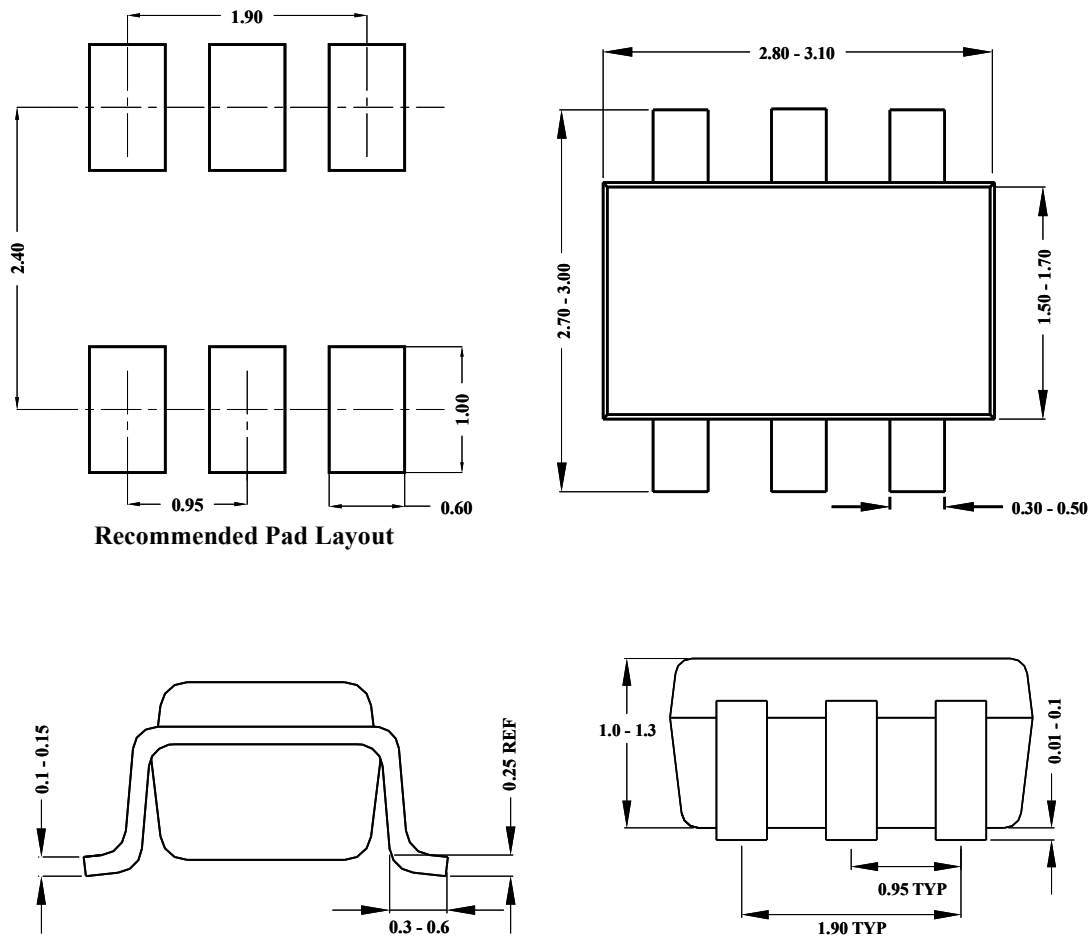 1.90
2.40
1.00
0.95
0.60
Recommended Pad Layout
2.80 - 3.10
2.70 - 3.00
1.50 - 1.70
0.30 - 0.50
0.1 - 0.15
0.25 REF
0.3 - 0.6
1.0 - 1.3
0.01 - 0.1
0.95 TYP
1.90 TYP